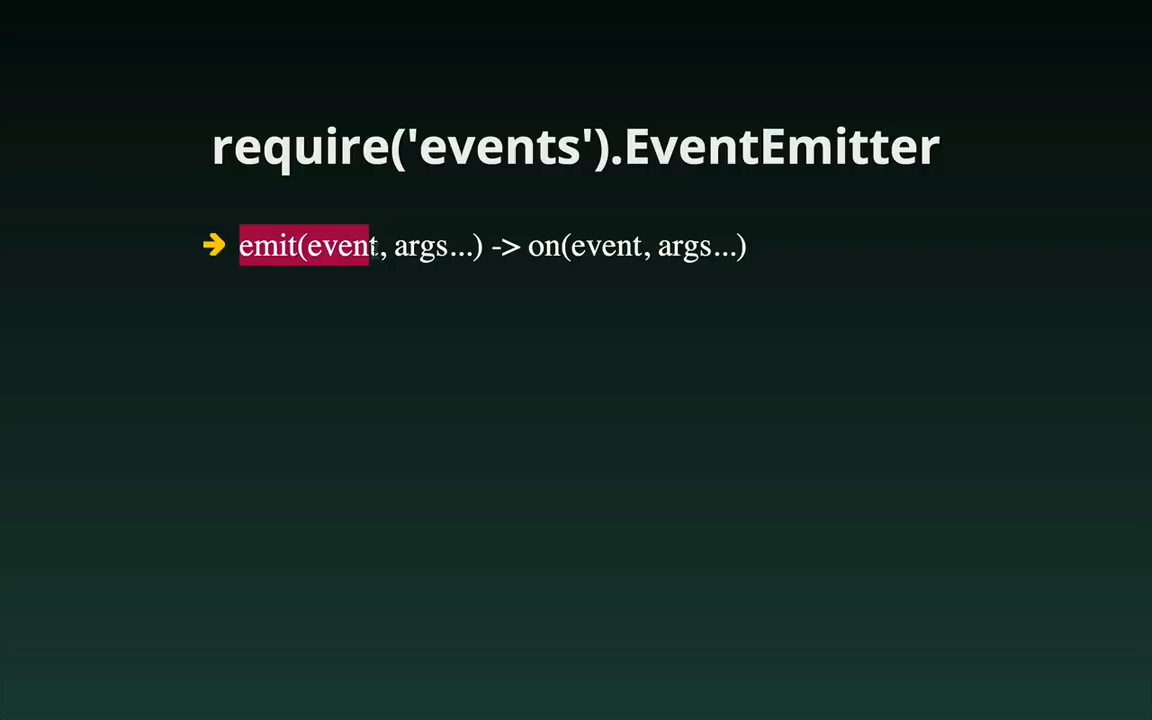 require('events').EventEmitter
emit(event, args...) -> on(event, args...)